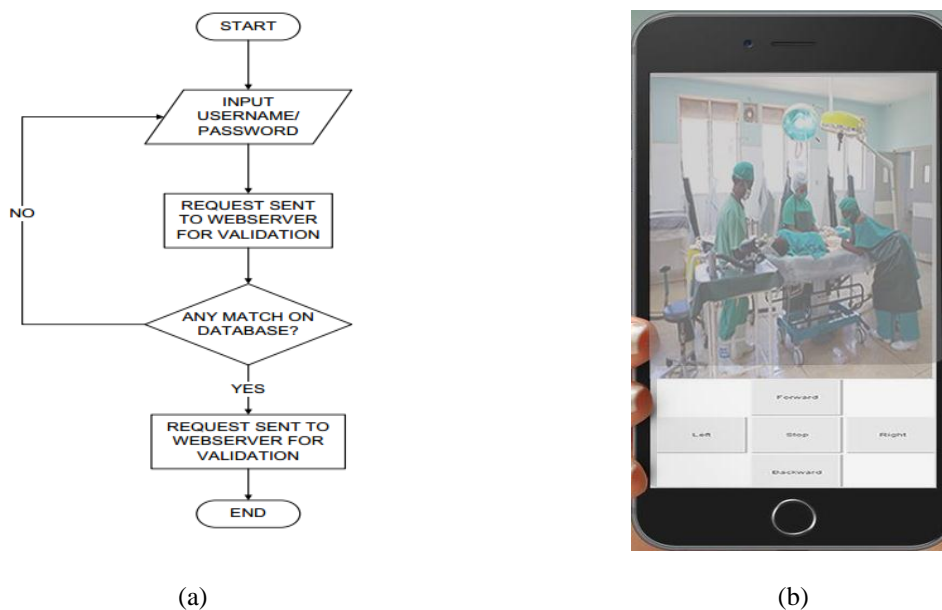 START
INPUT
USERNAME/
PASSWORD
REQUEST SENT
TO WEBSERVER
FOR VALIDATION
NO
ANY MATCH ON
DATABASE?
YES
REQUEST SENT TO
WEBSERVER FOR
VALIDATION
END
(a)
Forward
Left Stop Right
Backward
(b)